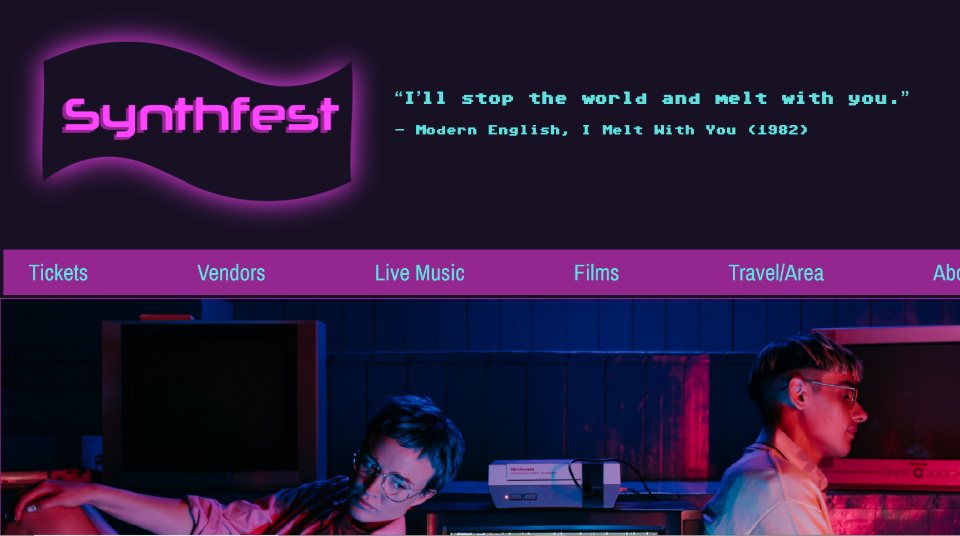 Synthfest
“I’ll stop the world and melt with you.”
– Modern English, I Melt With You (1982)
Tickets Vendors Live Music Films Travel/Area
Nintendo